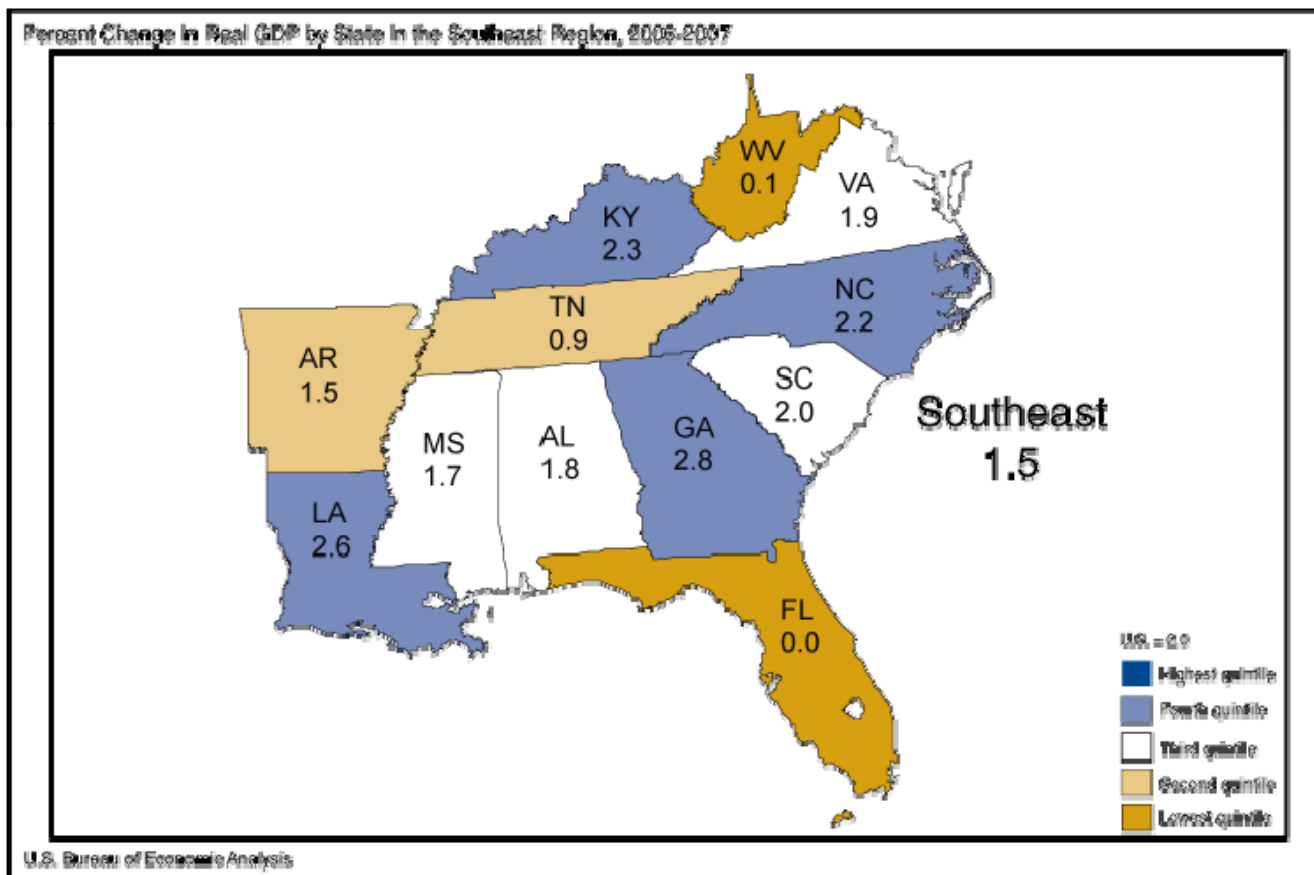 Percent Change in Real GDP by State in the Southeast Region, 2006-2007
WV
0.1
VA
1.9
KY
2.3
NC
2.2
TN
0.9
AR
1.5
SC
2.0
Southeast
1.5
MS
1.7
AL
1.8
GA
2.8
LA
2.6
FL
0.0
U.S. =
Highest quintile
Fourth quintile
Third quintile
Second quintile
Lowest quintile
U.S. Bureau of Economic Analysis